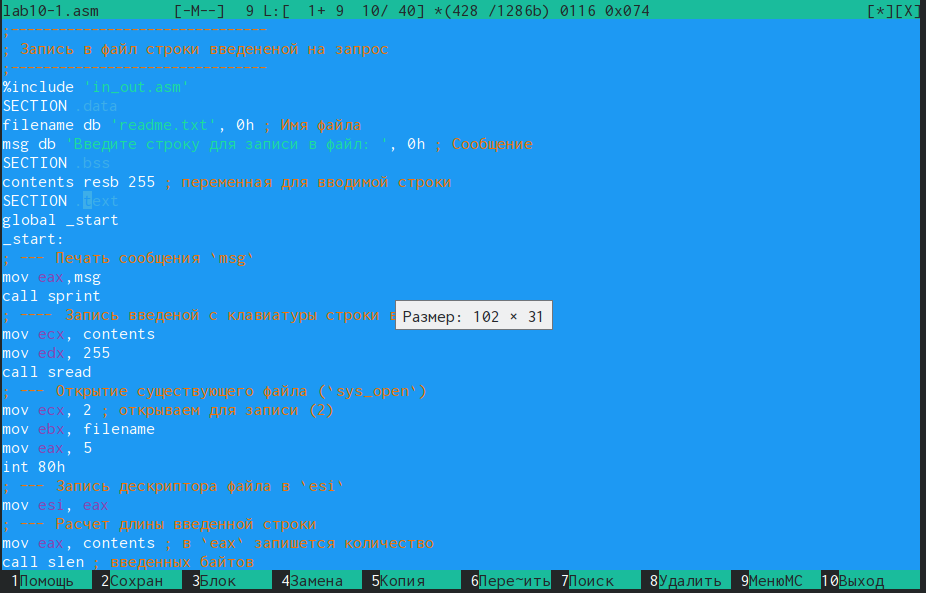 lab10-1.asm [-M--] 9 L:[ 1+ 9 10/ 40] *(428 /1286b) 0116 0x074 [*][X]
;--------------------------------
; Запись в файл строки введененой на запрос
;--------------------------------
%include 'in_out.asm'
SECTION .data
filename db 'readme.txt', 0h ; Имя файла
msg db 'Введите строку для записи в файл: ', 0h ; Сообщение
SECTION .bss
contents resb 255 ; переменная для вводимой строки
SECTION .text
global _start
_start:
; --- Печать сообщения `msg`
mov eax,msg
call sprint
; ---- Запись введеной с клавиатуры строки
Размер: 102 × 31
mov ecx, contents
mov edx, 255
call sread
; --- Открытие существующего файла (`sys_open`)
mov ecx, 2 ; открываем для записи (2)
mov ebx, filename
mov eax, 5
int 80h
; --- Запись дескриптора файла в `esi`
mov esi, eax
; --- Расчет длины введенной строки
mov eax, contents ; в `eax` запишется количество
call slen ; введенных байтов
1Помощь 2Сохран 3Блок 4Замена 5Копия 6Пере~ить 7Поиск 8Удалить 9МенюMC 10Выход